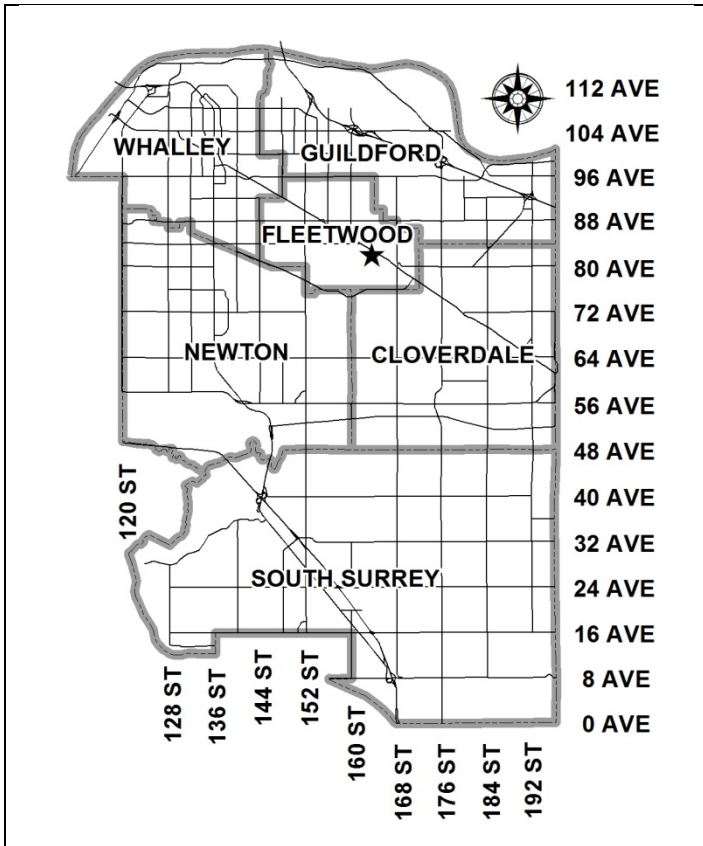 112 AVE
104 AVE
WHALLEY
GUILDFORD
96 AVE
88 AVE
FLEETWOOD
80 AVE
72 AVE
NEWTON
CLOVERDALE
64 AVE
56 AVE
48 AVE
120 ST
40 AVE
32 AVE
SOUTH SURREY
24 AVE
16 AVE
8 AVE
0 AVE
128 ST
136 ST
144 ST
152 ST
160 ST
168 ST
176 ST
184 ST
192 ST